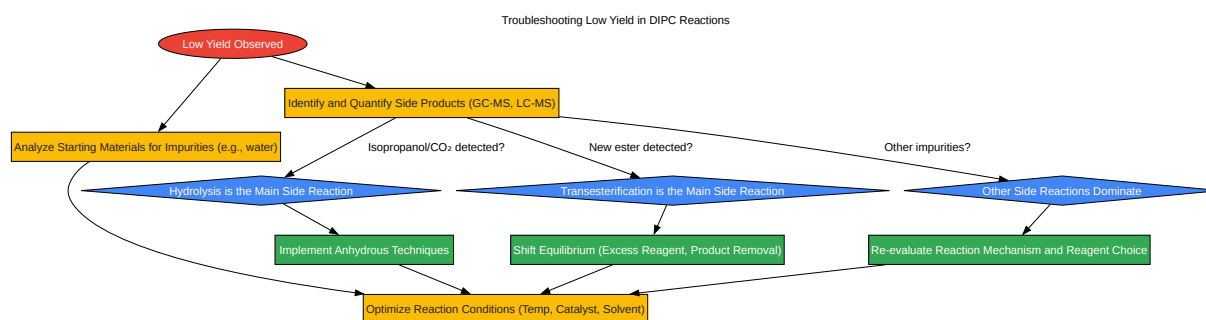 Troubleshooting Low Yield in DIPC Reactions
Low Yield Observed
Identify and Quantify Side Products (GC-MS, LC-MS)
Analyze Starting Materials for Impurities (e.g., water)
Isopropanol/CO₂ detected?
New ester detected?
Other impurities?
Hydrolysis is the Main Side Reaction
Transesterification is the Main Side Reaction
Other Side Reactions Dominate
Implement Anhydrous Techniques
Shift Equilibrium (Excess Reagent, Product Removal)
Re-evaluate Reaction Mechanism and Reagent Choice
Optimize Reaction Conditions (Temp, Catalyst, Solvent)